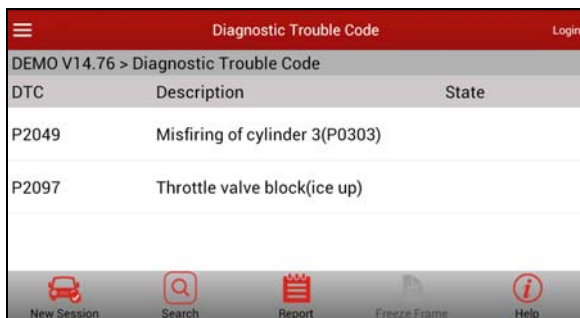 Diagnostic Trouble Code Login
DEMO V14.76 > Diagnostic Trouble Code
DTC Description State
P2049 Misfiring of cylinder 3(P0303)
P2097 Throttle valve block(ice up)
New Session Search Report Freeze Frame Help